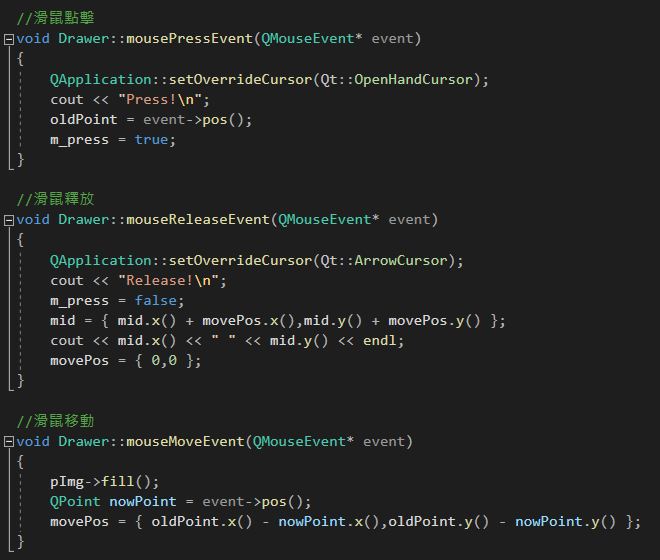 //滑鼠點擊
void Drawer::mousePressEvent(QMouseEvent* event)
{
    QApplication::setOverrideCursor(Qt::OpenHandCursor);
    cout << "Press!\n";
    oldPoint = event->pos();
    m_press = true;
}

//滑鼠釋放
void Drawer::mouseReleaseEvent(QMouseEvent* event)
{
    QApplication::setOverrideCursor(Qt::ArrowCursor);
    cout << "Release!\n";
    m_press = false;
    mid = { mid.x() + movePos.x(),mid.y() + movePos.y() };
    cout << mid.x() << " " << mid.y() << endl;
    movePos = { 0,0 };
}

//滑鼠移動
void Drawer::mouseMoveEvent(QMouseEvent* event)
{
    pImg->fill();
    QPoint nowPoint = event->pos();
    movePos = { oldPoint.x() - nowPoint.x(),oldPoint.y() - nowPoint.y() };
}